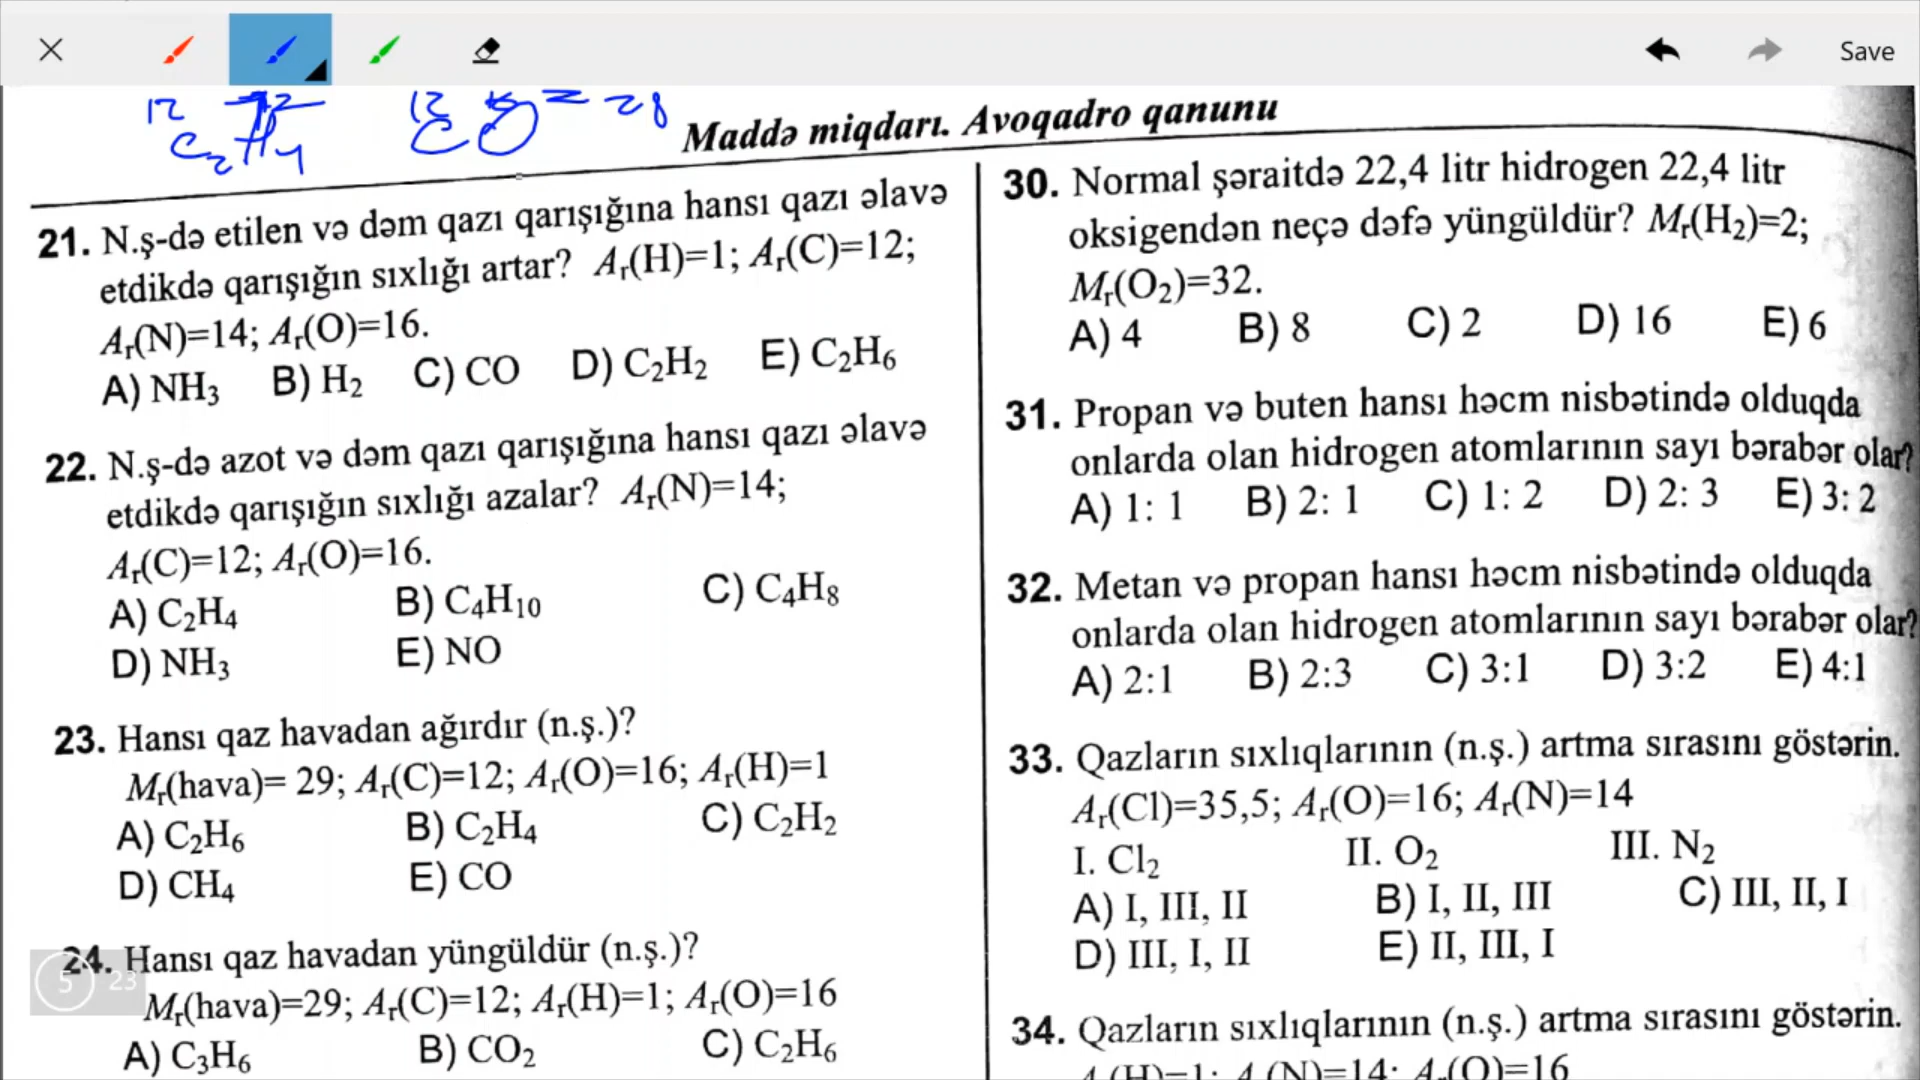 Save
12 12 12 16 = 28
C₂H₄ CO
Maddə miqdarı. Avoqadro qanunu
21. N.ş-də etilen və dəm qazı qarışığına hansı qazı əlavə
etdikdə qarışığın sıxlığı artar? Aᵣ(H)=1; Aᵣ(C)=12;
Aᵣ(N)=14; Aᵣ(O)=16.
A) NH₃ B) H₂ C) CO D) C₂H₂ E) C₂H₆
22. N.ş-də azot və dəm qazı qarışığına hansı qazı əlavə
etdikdə qarışığın sıxlığı azalar? Aᵣ(N)=14;
Aᵣ(C)=12; Aᵣ(O)=16.
A) C₂H₄ B) C₄H₁₀ C) C₄H₈
D) NH₃ E) NO
23. Hansı qaz havadan ağırdır (n.ş.)?
Mᵣ(hava)= 29; Aᵣ(C)=12; Aᵣ(O)=16; Aᵣ(H)=1
A) C₂H₆ B) C₂H₄ C) C₂H₂
D) CH₄ E) CO
24. Hansı qaz havadan yüngüldür (n.ş.)?
5 23
Mᵣ(hava)=29; Aᵣ(C)=12; Aᵣ(H)=1; Aᵣ(O)=16
A) C₃H₆ B) CO₂ C) C₂H₆
30. Normal şəraitdə 22,4 litr hidrogen 22,4 litr
oksigendən neçə dəfə yüngüldür? Mᵣ(H₂)=2;
Mᵣ(O₂)=32.
A) 4 B) 8 C) 2 D) 16 E) 6
31. Propan və buten hansı həcm nisbətində olduqda
onlarda olan hidrogen atomlarının sayı bərabər olar?
A) 1: 1 B) 2: 1 C) 1: 2 D) 2: 3 E) 3: 2
32. Metan və propan hansı həcm nisbətində olduqda
onlarda olan hidrogen atomlarının sayı bərabər olar?
A) 2:1 B) 2:3 C) 3:1 D) 3:2 E) 4:1
33. Qazların sıxlıqlarının (n.ş.) artma sırasını göstərin.
Aᵣ(Cl)=35,5; Aᵣ(O)=16; Aᵣ(N)=14
I. Cl₂ II. O₂ III. N₂
A) I, III, II B) I, II, III C) III, II, I
D) III, I, II E) II, III, I
34. Qazların sıxlıqlarının (n.ş.) artma sırasını göstərin.
Aᵣ(H)=1; Aᵣ(N)=14; Aᵣ(O)=16